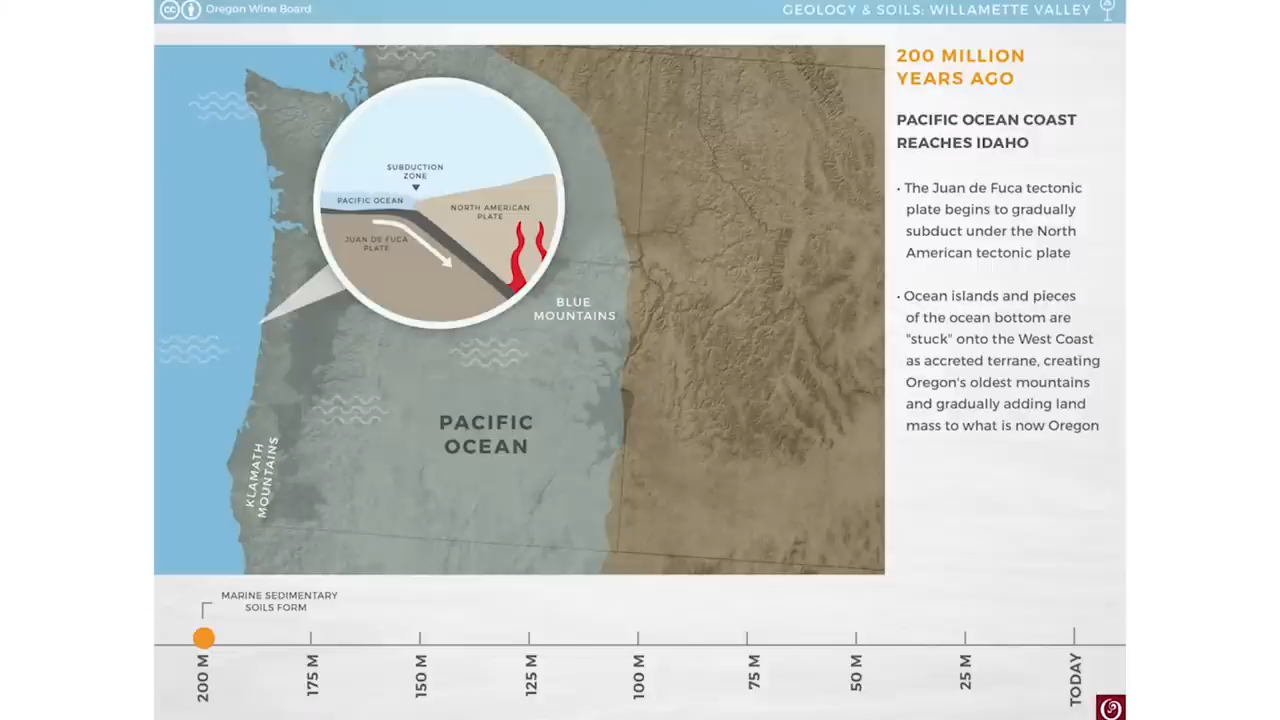 Oregon Wine Board
GEOLOGY & SOILS: WILLAMETTE VALLEY
200 MILLION
YEARS AGO
PACIFIC OCEAN COAST
REACHES IDAHO
• The Juan de Fuca tectonic
plate begins to gradually
subduct under the North
American tectonic plate
• Ocean islands and pieces
of the ocean bottom are
"stuck" onto the West Coast
as accreted terrane, creating
Oregon's oldest mountains
and gradually adding land
mass to what is now Oregon
SUBDUCTION
ZONE
PACIFIC OCEAN
NORTH AMERICAN
PLATE
JUAN DE FUCA
PLATE
BLUE
MOUNTAINS
PACIFIC
OCEAN
KLAMATH
MOUNTAINS
MARINE SEDIMENTARY
SOILS FORM
200 M
175 M
150 M
125 M
100 M
75 M
50 M
25 M
TODAY